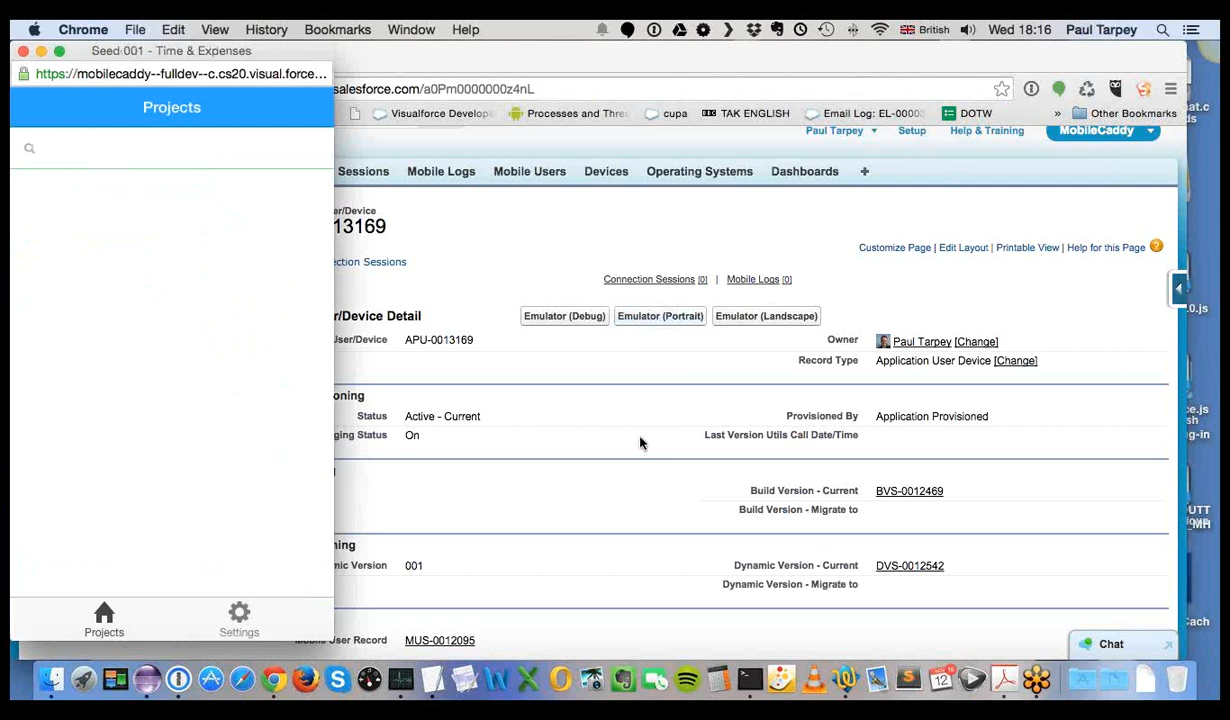 Chrome File Edit View History Bookmarks Window Help British Wed 18:16 Paul Tarpey
Seed 001 - Time & Expenses
https://mobilecaddy--fulldev--c.cs20.visual.force...
salesforce.com/a0Pm0000000z4nL
Visualforce Develop Processes and Thre cupa TAK ENGLISH Email Log: EL-0000 DOTW » Other Bookmarks
Projects
Paul Tarpey Setup Help & Training MobileCaddy
Sessions Mobile Logs Mobile Users Devices Operating Systems Dashboards +
er/Device
13169
Customize Page | Edit Layout | Printable View | Help for this Page ?
ction Sessions
Connection Sessions [0] | Mobile Logs [0]
r/Device Detail Emulator (Debug) Emulator (Portrait) Emulator (Landscape)
User/Device APU-0013169 Owner Paul Tarpey [Change]
Record Type Application User Device [Change]
oning
Status Active - Current Provisioned By Application Provisioned
ging Status On Last Version Utils Call Date/Time
Build Version - Current BVS-0012469
Build Version - Migrate to
ning
mic Version 001 Dynamic Version - Current DVS-0012542
Dynamic Version - Migrate to
Projects Settings
User Record MUS-0012095
Chat